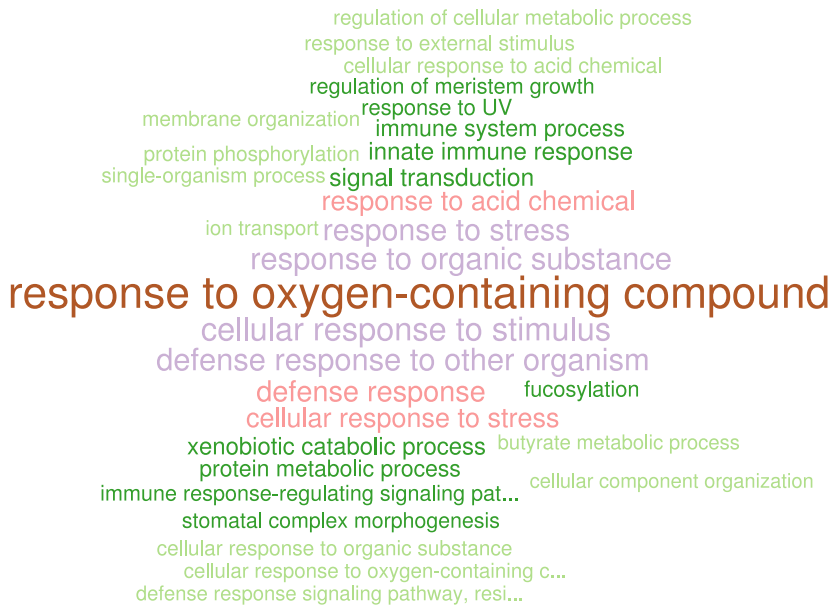 regulation of cellular metabolic process
response to external stimulus
cellular response to acid chemical
regulation of meristem growth
response to UV
membrane organization
immune system process
protein phosphorylation
innate immune response
single-organism process
signal transduction
response to acid chemical
ion transport
response to stress
response to organic substance
response to oxygen-containing compound
cellular response to stimulus
defense response to other organism
defense response
fucosylation
cellular response to stress
xenobiotic catabolic process
butyrate metabolic process
protein metabolic process
cellular component organization
immune response-regulating signaling pat...
stomatal complex morphogenesis
cellular response to organic substance
cellular response to oxygen-containing c...
defense response signaling pathway, resi...